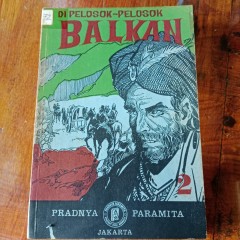 DI PELOSOK-PELOSOK
BALKAN
2
PRADNYA PARAMITA
JAKARTA